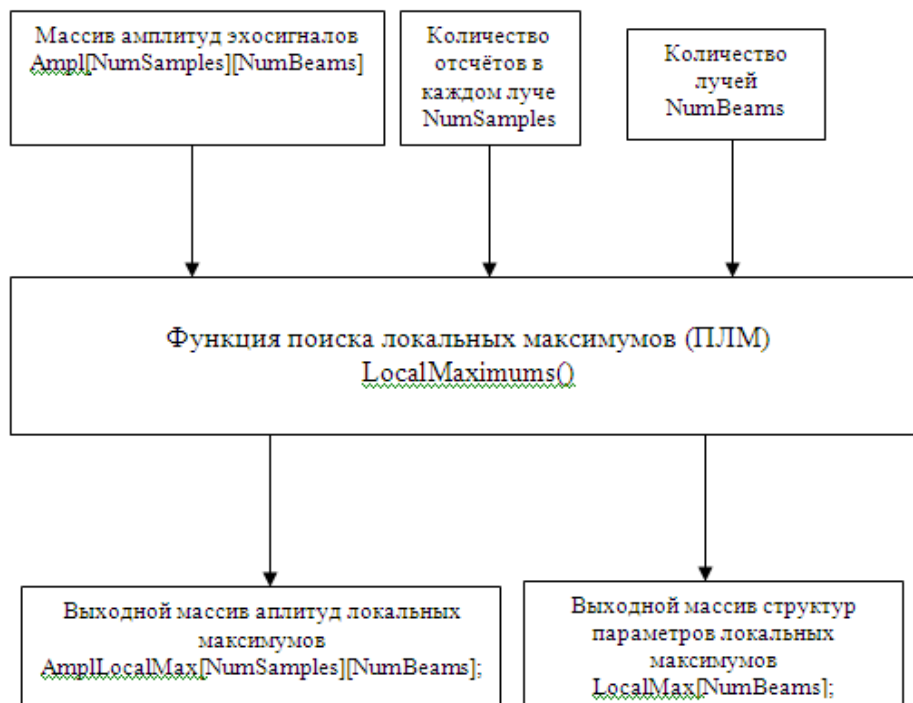 Массив амплитуд эхосигналов
Ampl[NumSamples][NumBeams]
Количество
отсчётов в
каждом луче
NumSamples
Количество
лучей
NumBeams
Функция поиска локальных максимумов (ПЛМ)
LocalMaximums()
Выходной массив аплитуд локальных
максимумов
AmplLocalMax[NumSamples][NumBeams];
Выходной массив структур
параметров локальных
максимумов
LocalMax[NumBeams];